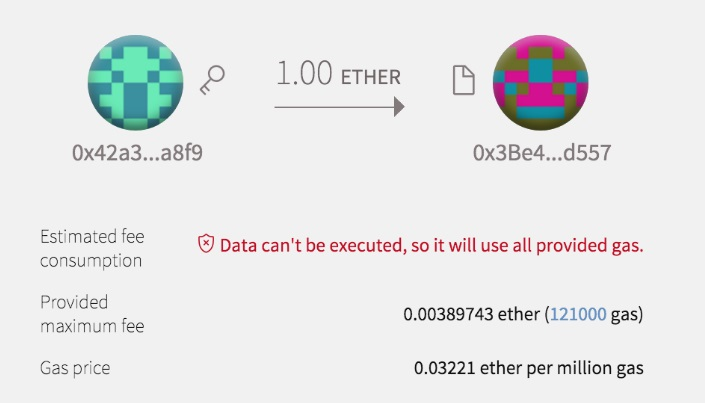 1.00 ETHER
0x42a3...a8f9
0x3Be4...d557
Estimated fee
consumption
Data can't be executed, so it will use all provided gas.
Provided
maximum fee
0.00389743 ether (121000 gas)
Gas price
0.03221 ether per million gas